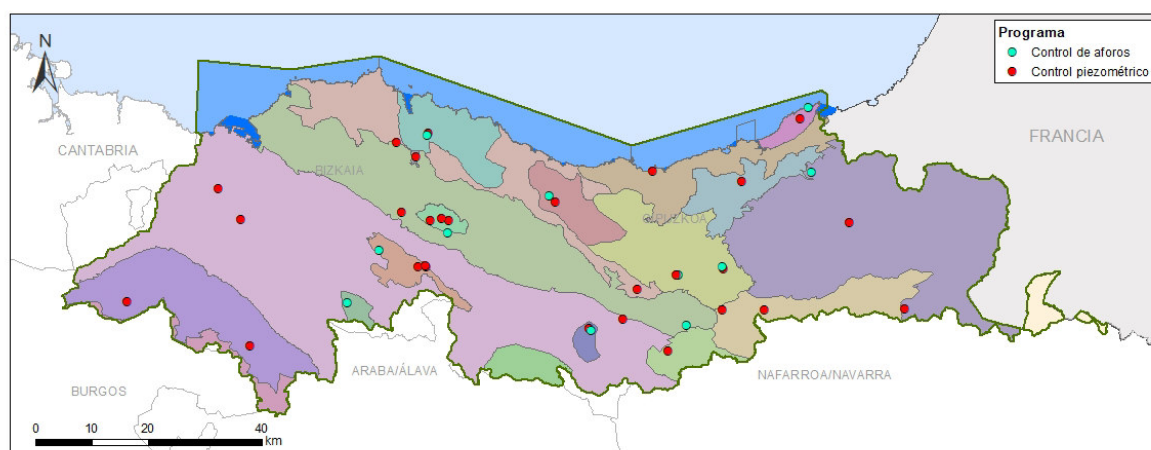 Programa
Control de aforos
Control piezométrico
N
CANTABRIA
BIZKAIA
GIPUZKOA
FRANCIA
ARABA/ÁLAVA
NAFARROA/NAVARRA
BURGOS
0 10 20 40
km